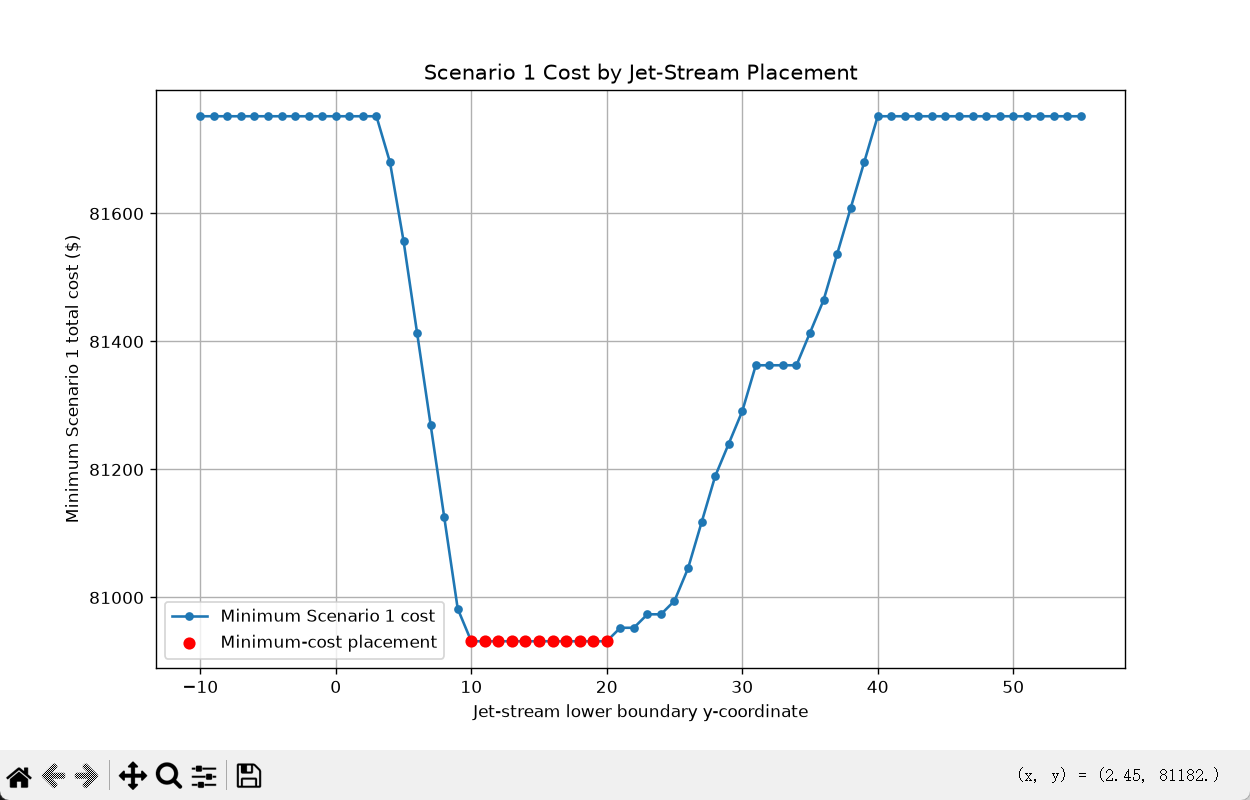 Scenario 1 Cost by Jet-Stream Placement
Minimum Scenario 1 total cost ($)
81600
81400
81200
81000
Minimum Scenario 1 cost
Minimum-cost placement
−10 0 10 20 30 40 50
Jet-stream lower boundary y-coordinate
(x, y) = (2.45, 81182.)